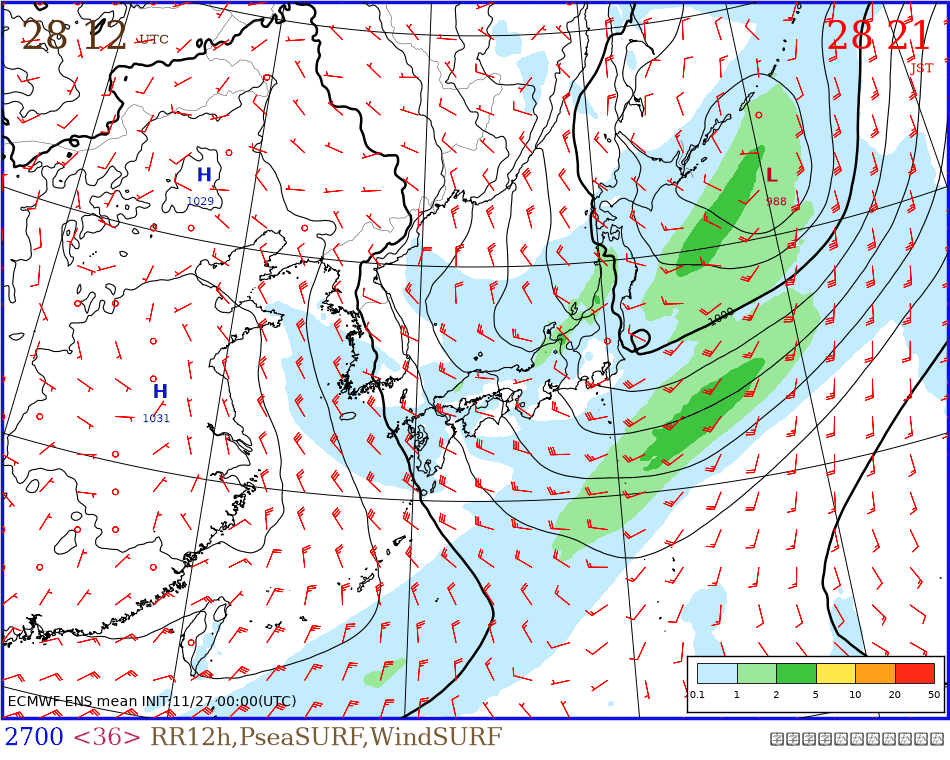 28 12 UTC
28 21 JST
H
1029
L
988
1000
H
1031
0.1 1 2 5 10 20 50
ECMWF ENS mean INIT:11/27 00:00(UTC)
2700 <36> RR12h,PseaSURF,WindSURF